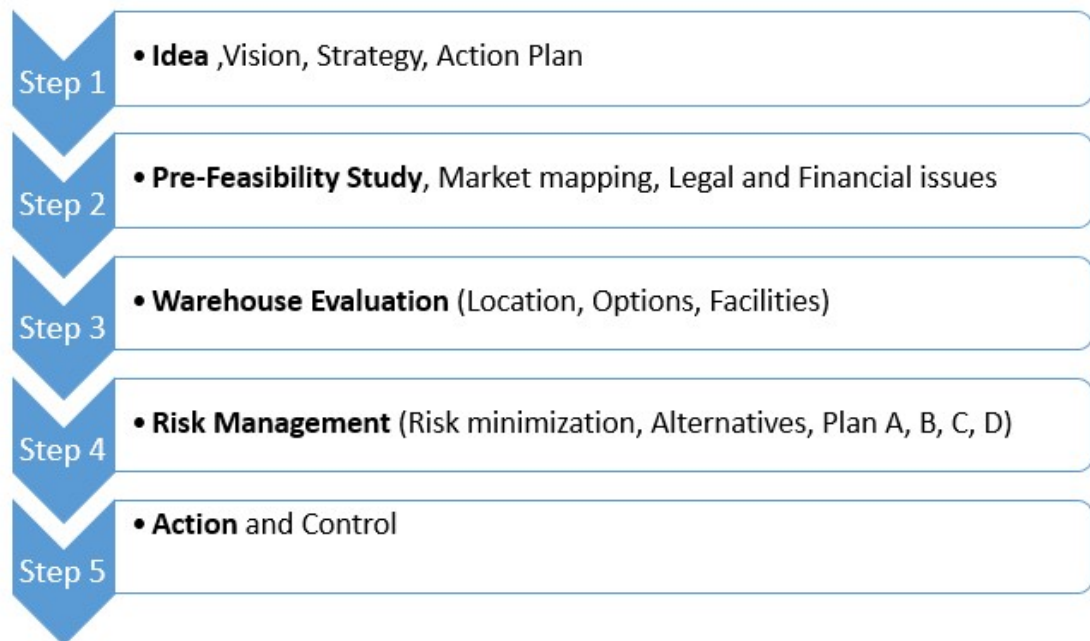 Step 1
• Idea ,Vision, Strategy, Action Plan
Step 2
• Pre-Feasibility Study, Market mapping, Legal and Financial issues
Step 3
• Warehouse Evaluation (Location, Options, Facilities)
Step 4
• Risk Management (Risk minimization, Alternatives, Plan A, B, C, D)
Step 5
• Action and Control